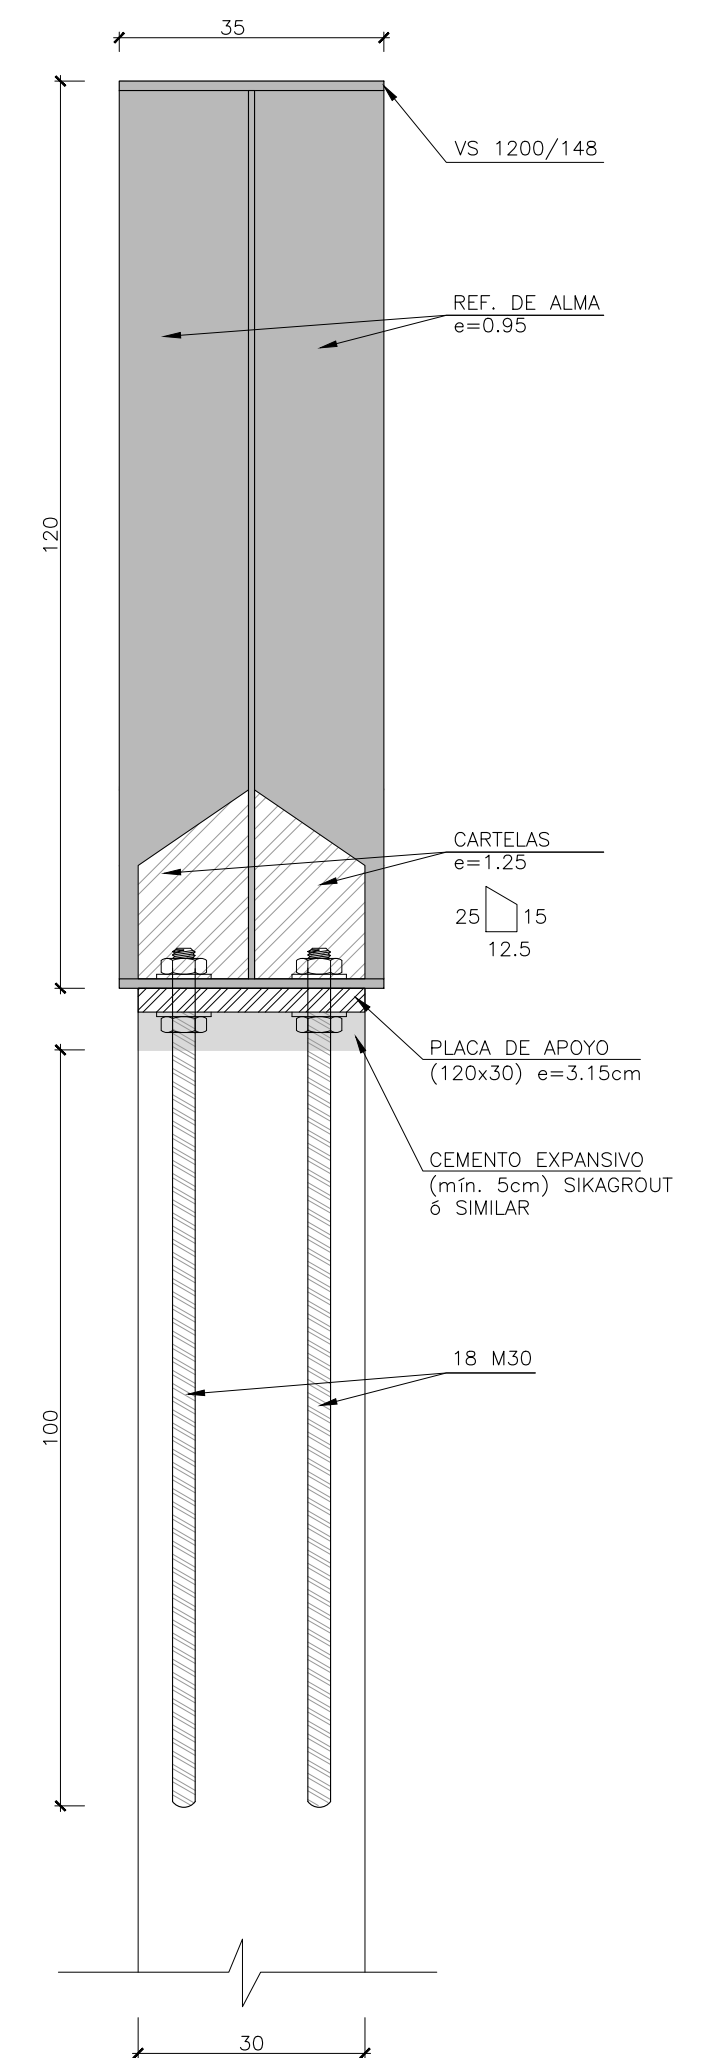 35
VS 1200/148
REF. DE ALMA
e=0.95
120
CARTELAS
e=1.25
25 15
12.5
PLACA DE APOYO
(120x30) e=3.15cm
CEMENTO EXPANSIVO
(mín. 5cm) SIKAGROUT
ó SIMILAR
18 M30
100
30